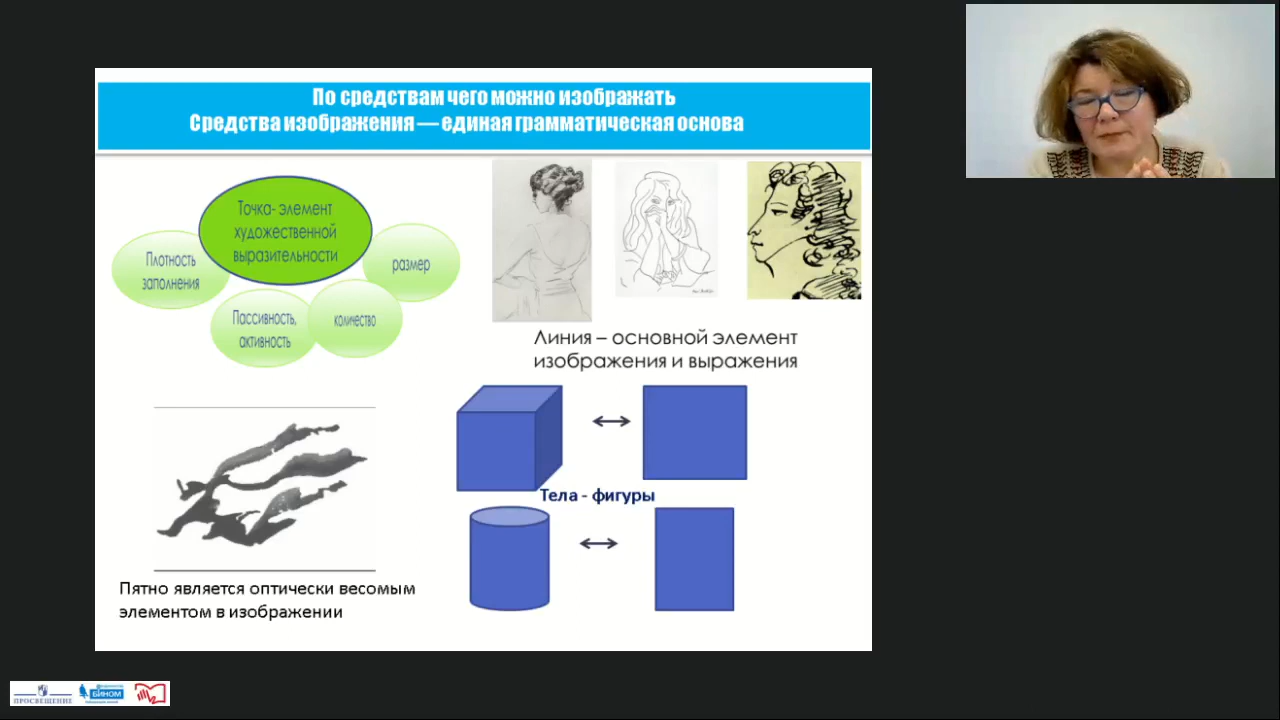 По средствам чего можно изображать
Средства изображения — единая грамматическая основа
Точка- элемент
художественной
выразительности
Плотность
заполнения
размер
Пассивность,
активность
количество
Линия – основной элемент
изображения и выражения
Тела - фигуры
Пятно является оптически весомым
элементом в изображении
ПРОСВЕЩЕНИЕ
БИНОМ